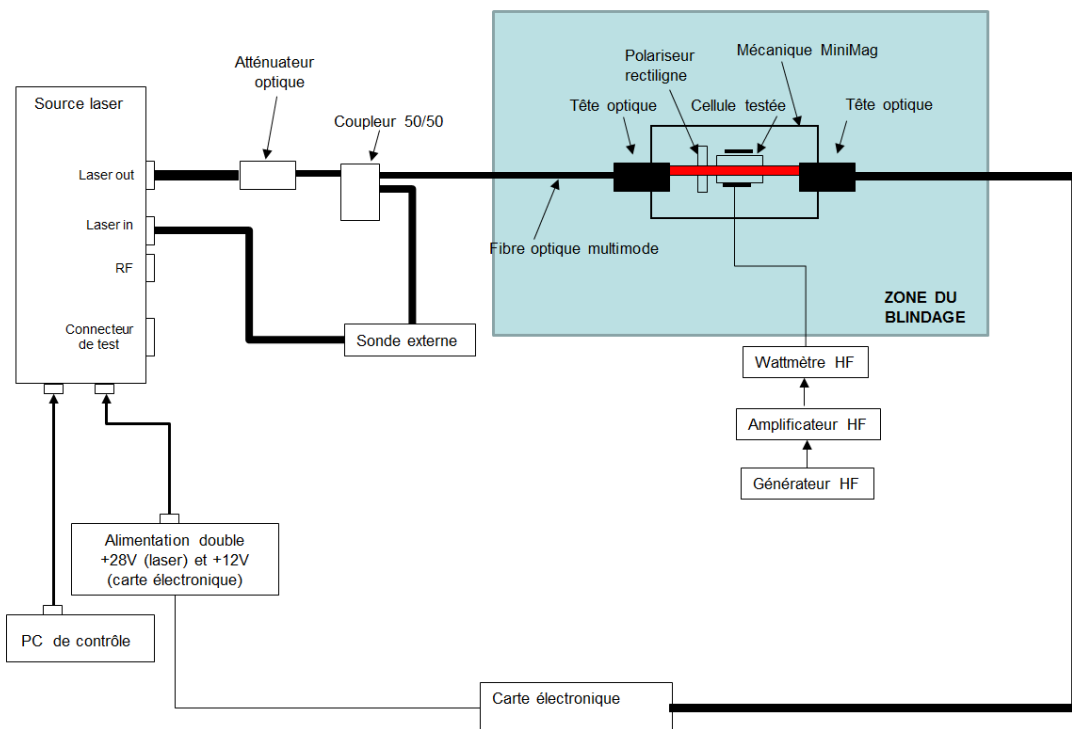 Source laser
Laser out
Laser in
RF
Connecteur
de test
Atténuateur
optique
Coupleur 50/50
Sonde externe
Polariseur
rectiligne
Mécanique MiniMag
Tête optique
Cellule testée
Tête optique
Fibre optique multimode
ZONE DU
BLINDAGE
Wattmètre HF
Amplificateur HF
Générateur HF
Alimentation double
+28V (laser) et +12V
(carte électronique)
PC de contrôle
Carte électronique